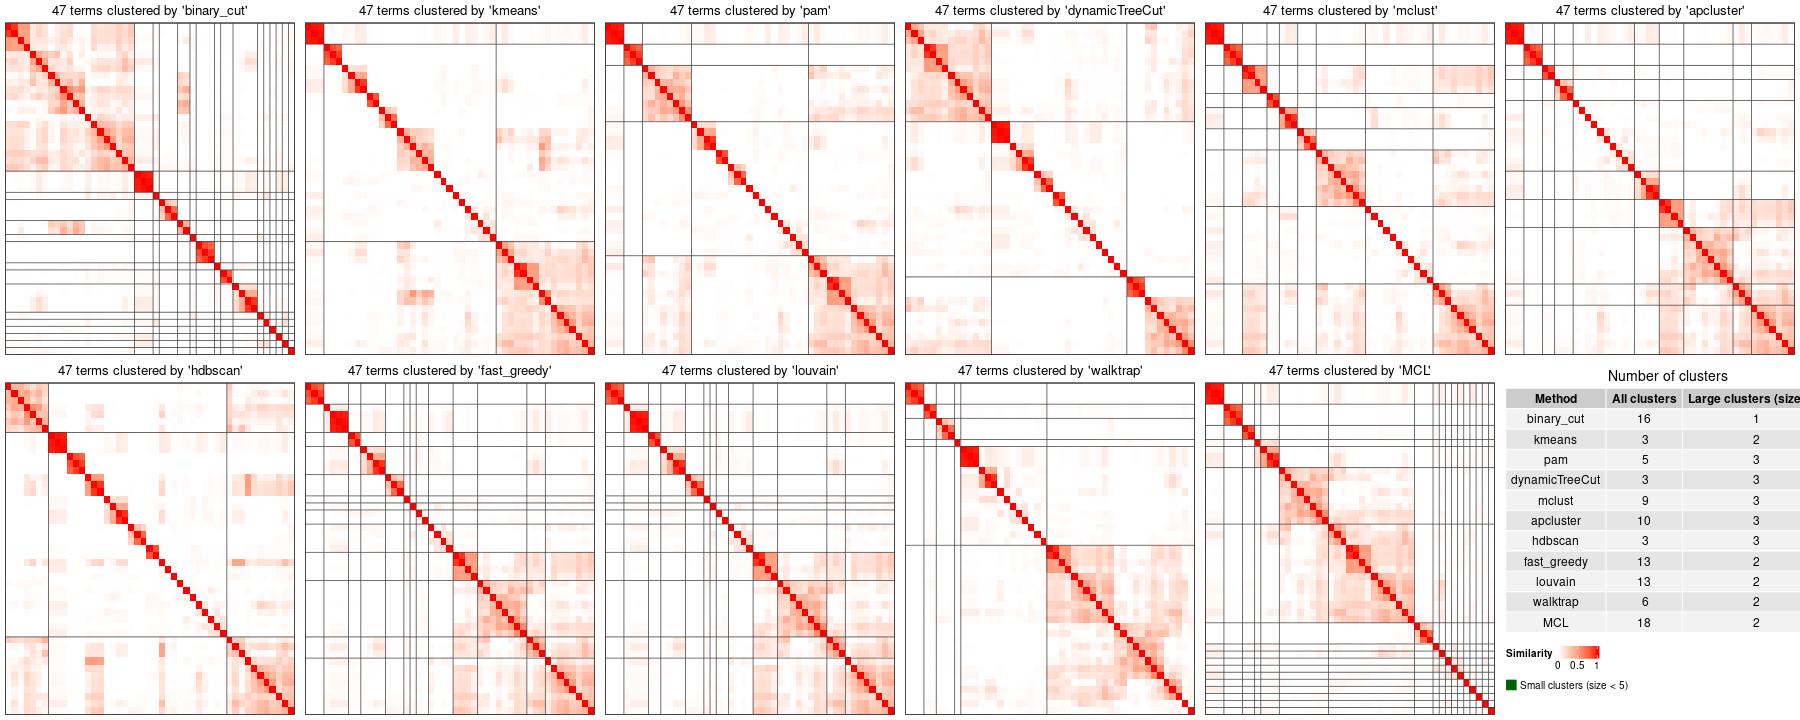 47 terms clustered by 'binary_cut'
47 terms clustered by 'kmeans'
47 terms clustered by 'pam'
47 terms clustered by 'dynamicTreeCut'
47 terms clustered by 'mclust'
47 terms clustered by 'apcluster'
47 terms clustered by 'hdbscan'
47 terms clustered by 'fast_greedy'
47 terms clustered by 'louvain'
47 terms clustered by 'walktrap'
47 terms clustered by 'MCL'
Number of clusters
Method All clusters Large clusters (size
binary_cut 16 1
kmeans 3 2
pam 5 3
dynamicTreeCut 3 3
mclust 9 3
apcluster 10 3
hdbscan 3 3
fast_greedy 13 2
louvain 13 2
walktrap 6 2
MCL 18 2
Similarity
0 0.5 1
Small clusters (size < 5)